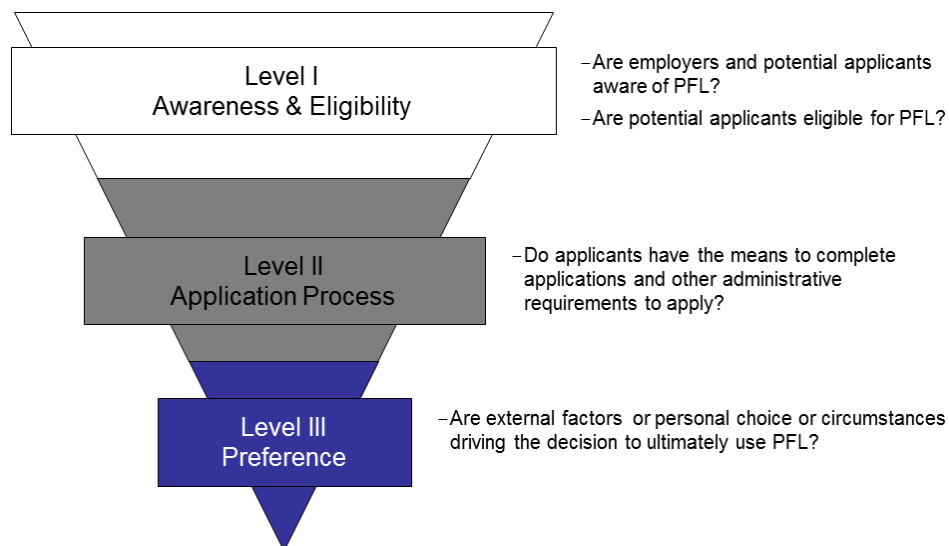 Level I
Awareness & Eligibility
–Are employers and potential applicants
aware of PFL?
–Are potential applicants eligible for PFL?
Level II
Application Process
–Do applicants have the means to complete
applications and other administrative
requirements to apply?
Level III
Preference
–Are external factors or personal choice or circumstances
driving the decision to ultimately use PFL?